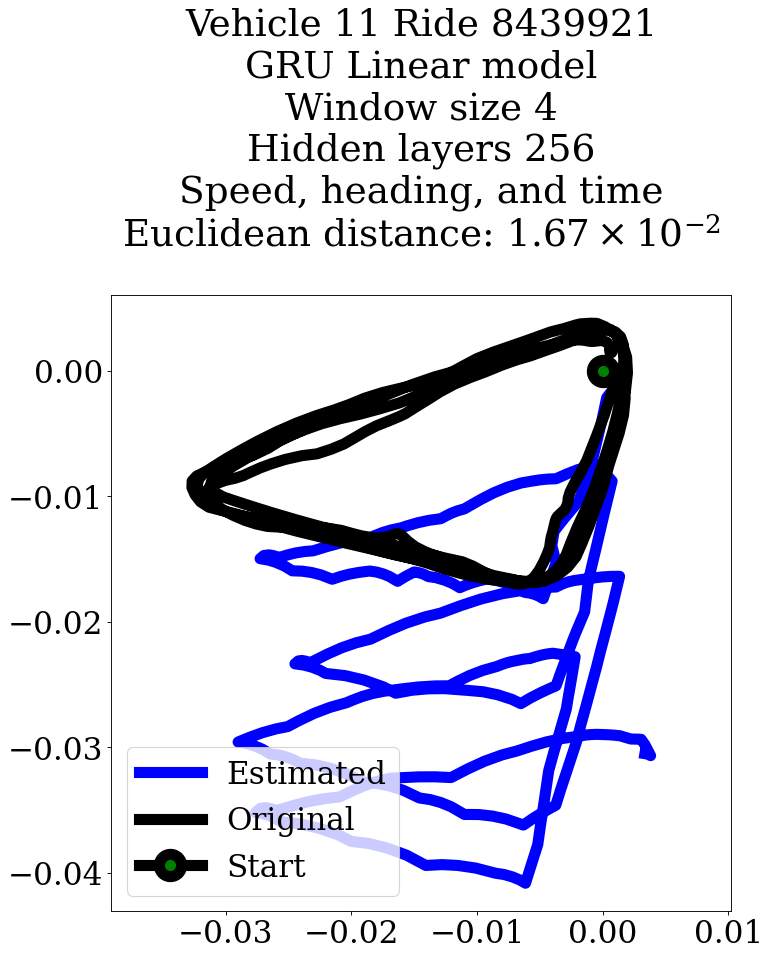 Vehicle 11 Ride 8439921
GRU Linear model
Window size 4
Hidden layers 256
Speed, heading, and time
Euclidean distance: 1.67 × 10⁻²
0.00
−0.01
−0.02
−0.03
−0.04
Estimated
Original
Start
−0.03 −0.02 −0.01 0.00 0.01